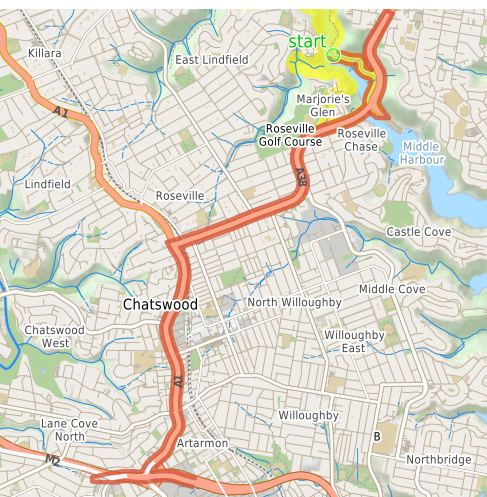 start
Killara
East Lindfield
A1
Marjorie's
Glen
Roseville
Golf Course
Roseville
Chase
Middle
Harbour
Lindfield
Roseville
A38
Castle Cove
Chatswood
North Willoughby
Middle Cove
Chatswood
West
Willoughby
East
A1
Lane Cove
North
Willoughby
Artarmon
B
M2
Northbridge